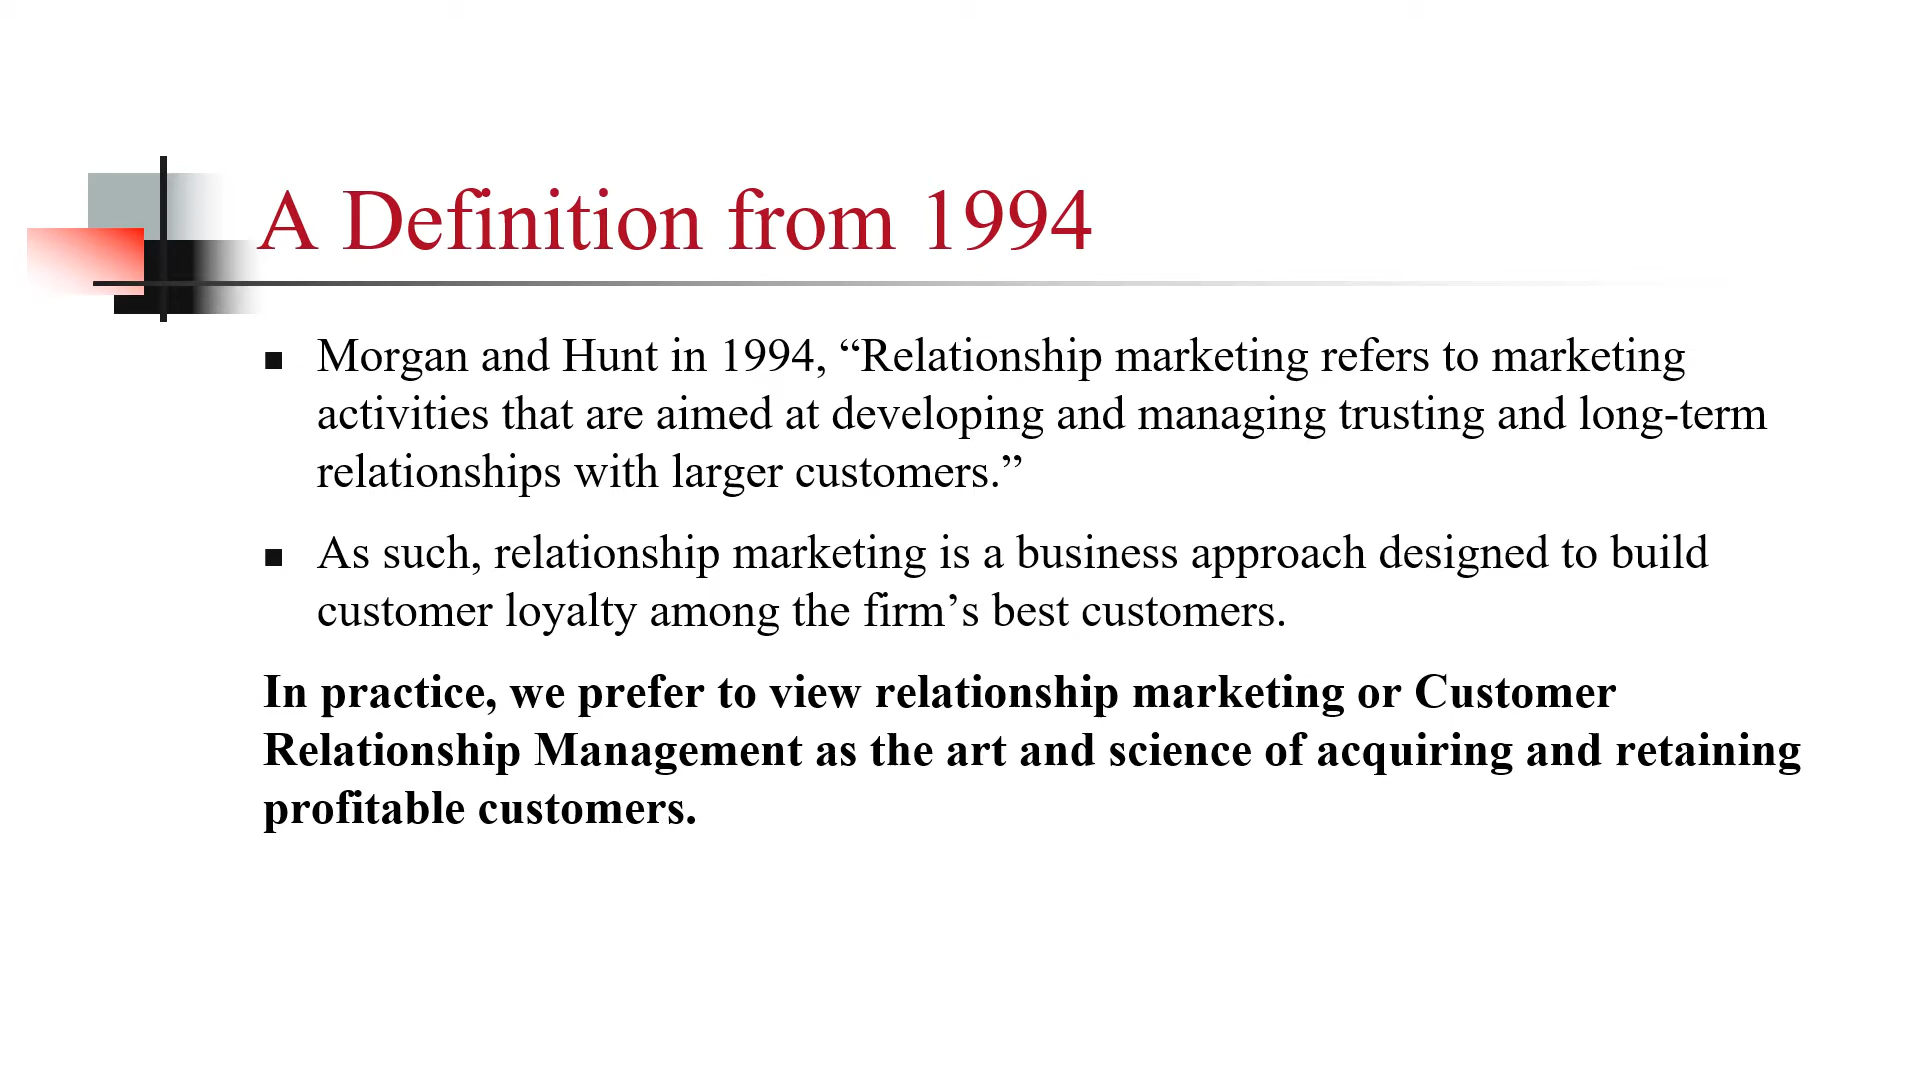 A Definition from 1994
Morgan and Hunt in 1994, “Relationship marketing refers to marketing
activities that are aimed at developing and managing trusting and long-term
relationships with larger customers.”
As such, relationship marketing is a business approach designed to build
customer loyalty among the firm’s best customers.
In practice, we prefer to view relationship marketing or Customer
Relationship Management as the art and science of acquiring and retaining
profitable customers.